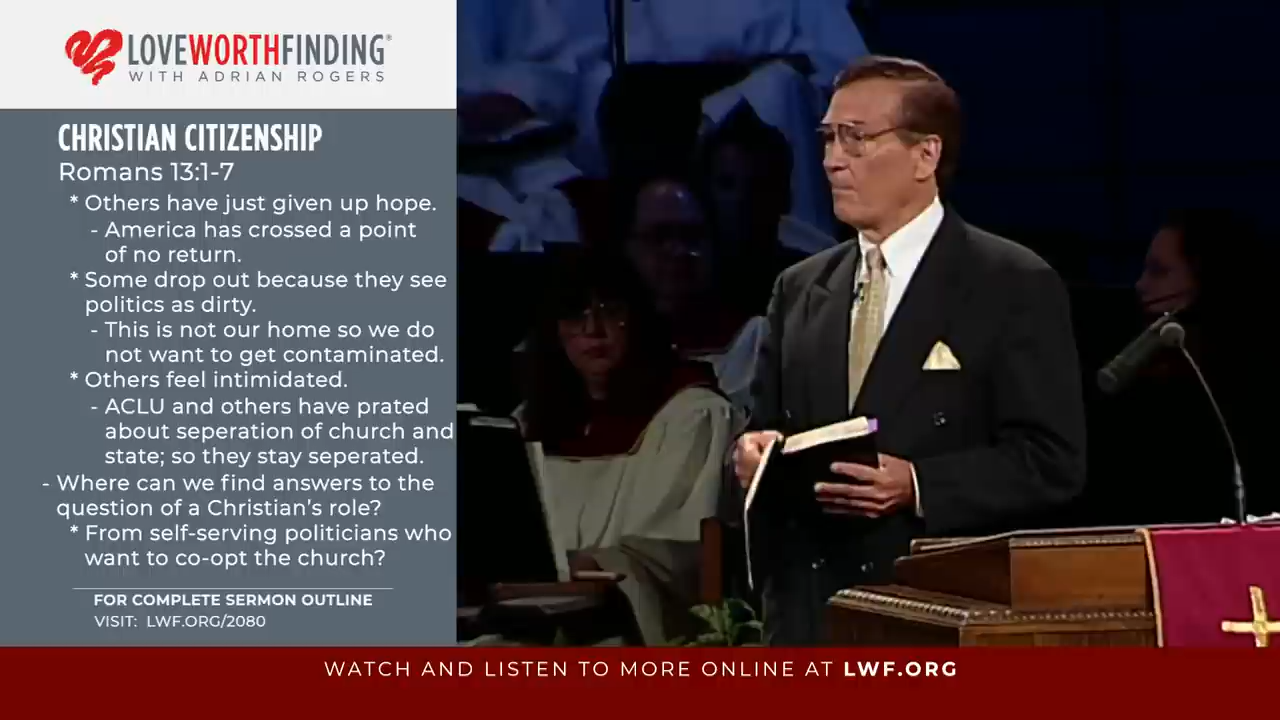 LOVEWORTHFINDING®
WITH ADRIAN ROGERS
CHRISTIAN CITIZENSHIP
Romans 13:1-7
* Others have just given up hope.
- America has crossed a point
of no return.
* Some drop out because they see
politics as dirty.
- This is not our home so we do
not want to get contaminated.
* Others feel intimidated.
- ACLU and others have prated
about seperation of church and
state; so they stay seperated.
- Where can we find answers to the
question of a Christian's role?
* From self-serving politicians who
want to co-opt the church?
FOR COMPLETE SERMON OUTLINE
VISIT: LWF.ORG/2080
WATCH AND LISTEN TO MORE ONLINE AT LWF.ORG